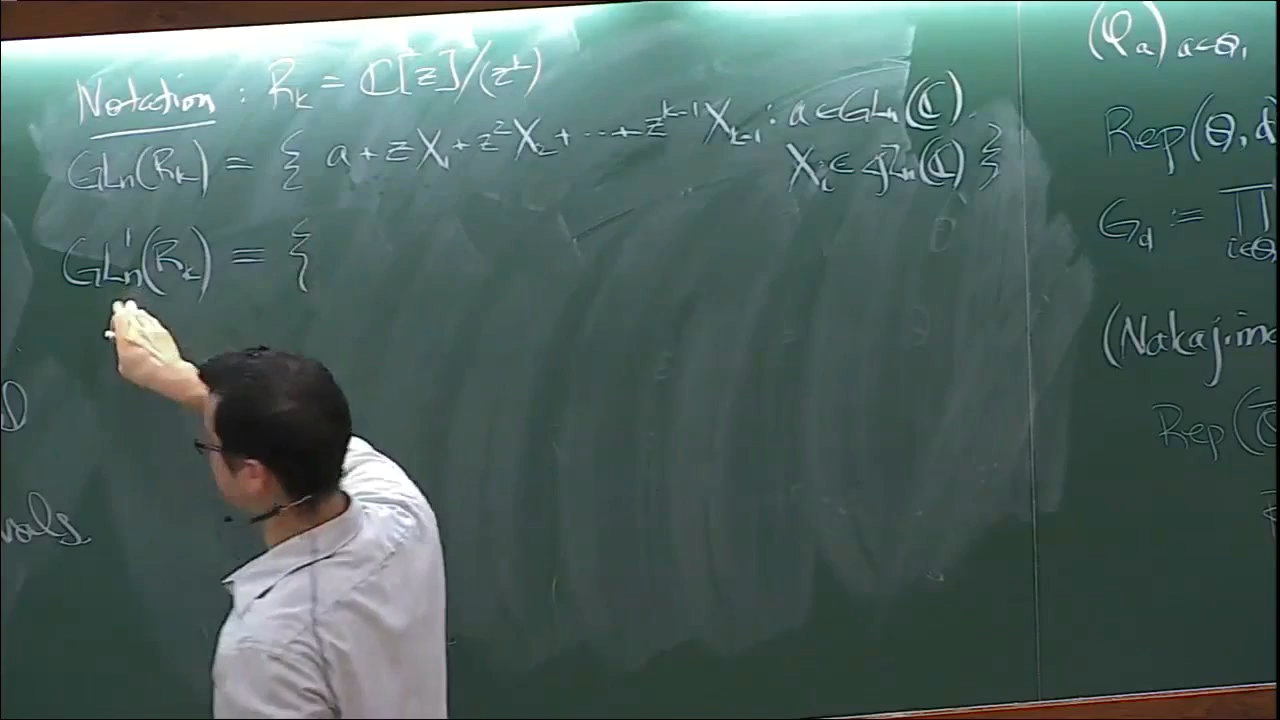 Notation : R_k = ℂ[z]/(z^k)
GL_n(R_k) = { a + zX_1 + z^2X_2 + ... + z^{k-1}X_{k-1} : a ∈ GL_n(ℂ).
X_i ∈ gl_n(ℂ) }
GL_n^1(R_k) = {
(φ_a)_{a∈Q_1}
Rep(Q, d
G_d := ∏
(Nakajima
Rep(Q
vals